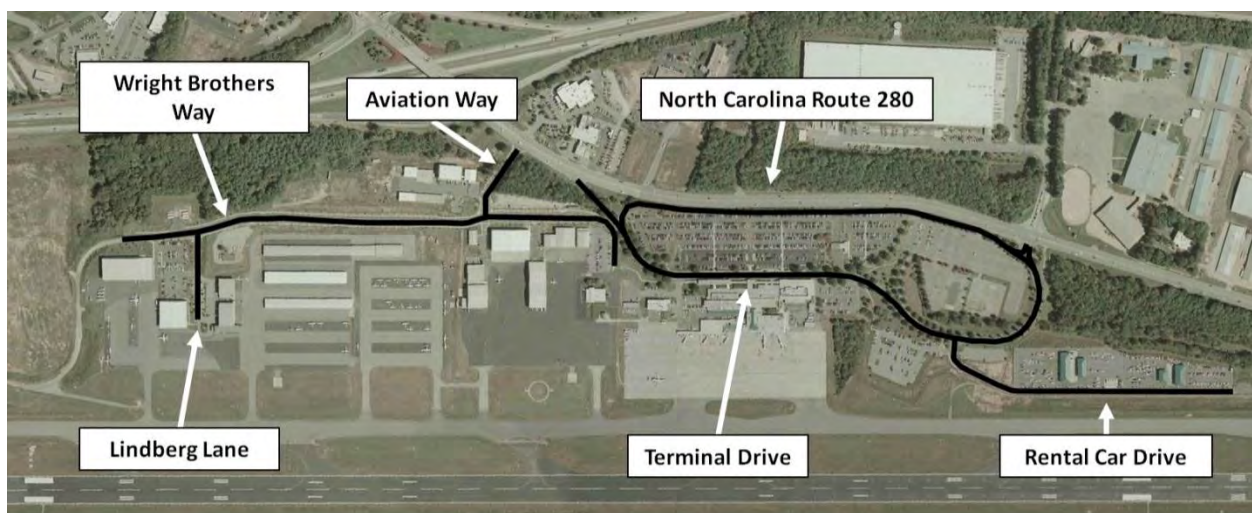 Wright Brothers
Way
Aviation Way
North Carolina Route 280
Lindberg Lane
Terminal Drive
Rental Car Drive